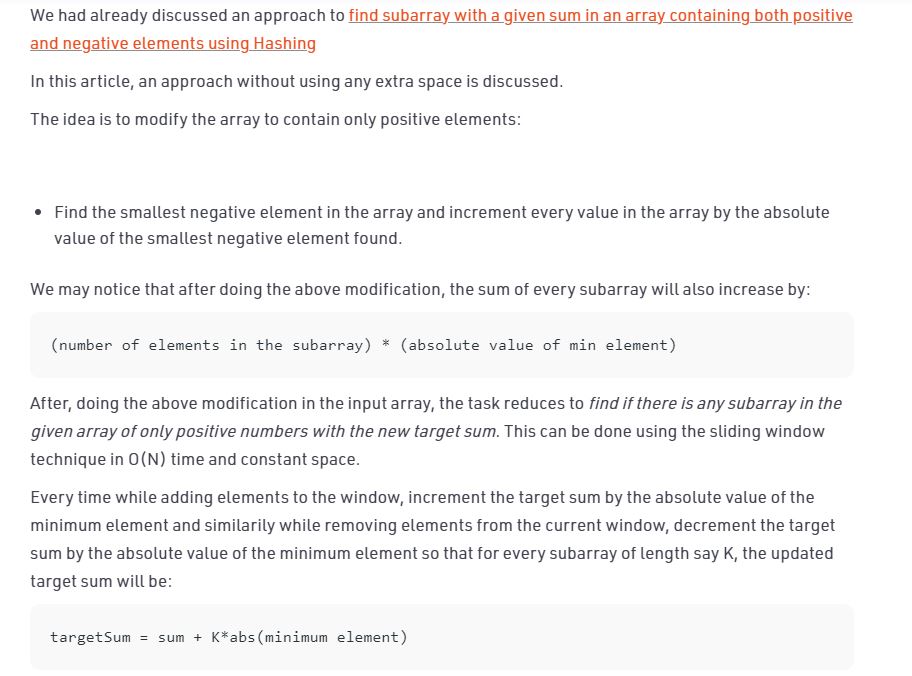 We had already discussed an approach to find subarray with a given sum in an array containing both positive
and negative elements using Hashing
In this article, an approach without using any extra space is discussed.
The idea is to modify the array to contain only positive elements:
• Find the smallest negative element in the array and increment every value in the array by the absolute
value of the smallest negative element found.
We may notice that after doing the above modification, the sum of every subarray will also increase by:
(number of elements in the subarray) * (absolute value of min element)
After, doing the above modification in the input array, the task reduces to find if there is any subarray in the
given array of only positive numbers with the new target sum. This can be done using the sliding window
technique in O(N) time and constant space.
Every time while adding elements to the window, increment the target sum by the absolute value of the
minimum element and similarily while removing elements from the current window, decrement the target
sum by the absolute value of the minimum element so that for every subarray of length say K, the updated
target sum will be:
targetSum = sum + K*abs(minimum element)